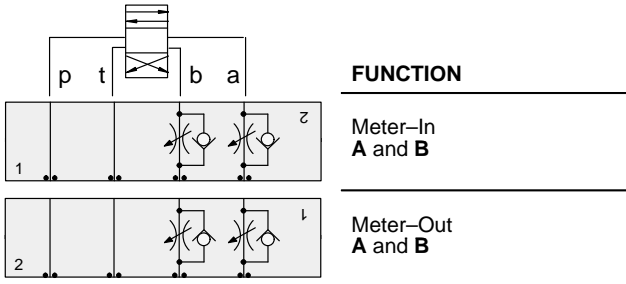 p t b a
FUNCTION
2
1
Meter–In
A and B
1
2
Meter–Out
A and B